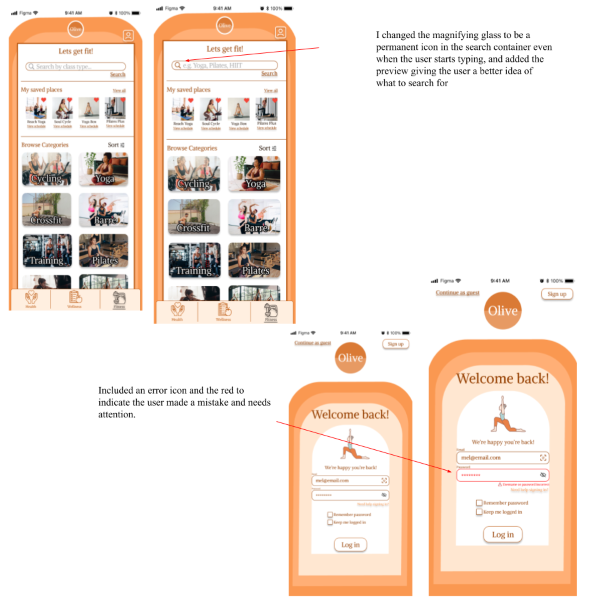 Figma 9:41 AM 100%
Olive
Lets get fit!
Search by class type...
Search
My saved places View all
Beach Yoga Soul Cycle Yoga Box Pilates Plus
View schedule View schedule View schedule View schedule
Browse Categories Sort
Cycling Yoga
Crossfit Barre
Training Pilates
Health Wellness Fitness
Figma 9:41 AM 100%
Olive
Lets get fit!
e.g. Yoga, Pilates, HIIT
Search
My saved places View all
Beach Yoga Soul Cycle Yoga Box Pilates Plus
View schedule View schedule View schedule View schedule
Browse Categories Sort
Cycling Yoga
Crossfit Barre
Training Pilates
Wellness Fitness
I changed the magnifying glass to be a
permanent icon in the search container even
when the user starts typing, and added the
preview giving the user a better idea of
what to search for
Included an error icon and the red to
indicate the user made a mistake and needs
attention.
Figma 9:41 AM 100%
Continue as guest Sign up
Olive
Welcome back!
We're happy you're back!
mel@email.com
Need help signing in?
Remember password
Keep me logged in
Log in
Figma 9:41 AM 100%
Continue as guest Sign up
Olive
Welcome back!
We're happy you're back!
mel@email.com
Need help signing in?
Remember password
Keep me logged in
Log in